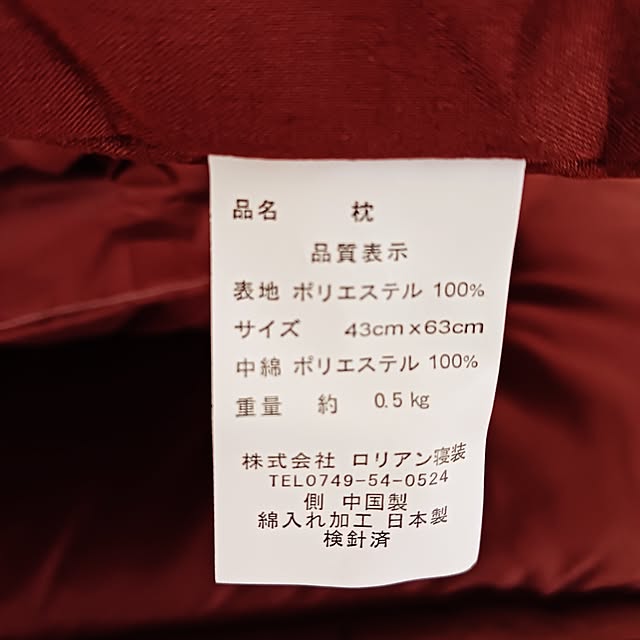 品名 枕
品質表示
表地 ポリエステル 100%
サイズ 43cm×63cm
中綿 ポリエステル 100%
重量 約 0.5kg
株式会社 ロリアン寝装
TEL0749-54-0524
側 中国製
綿入れ加工 日本製
検針済